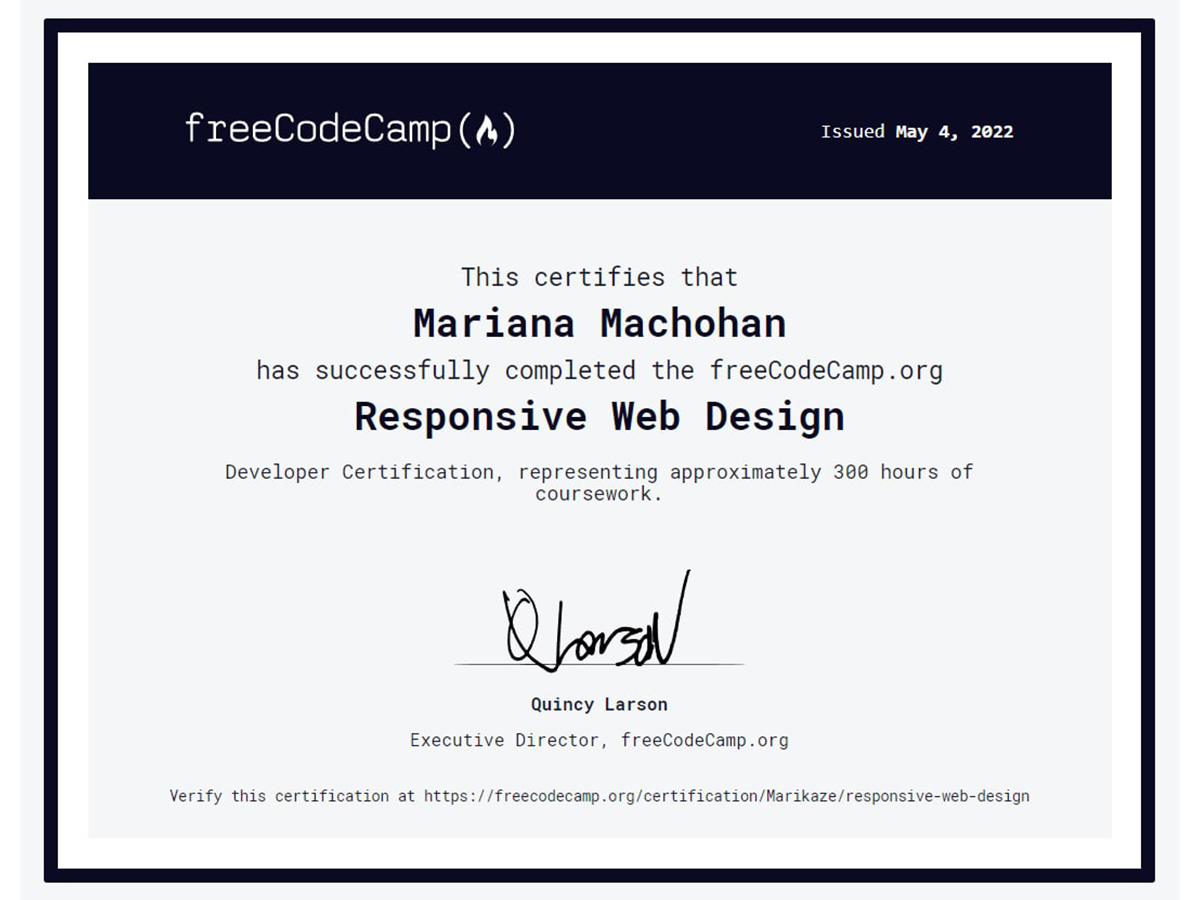 freeCodeCamp(🔥)
Issued May 4, 2022
This certifies that
Mariana Machohan
has successfully completed the freeCodeCamp.org
Responsive Web Design
Developer Certification, representing approximately 300 hours of
coursework.
QLarson
Quincy Larson
Executive Director, freeCodeCamp.org
Verify this certification at https://freecodecamp.org/certification/Marikaze/responsive-web-design